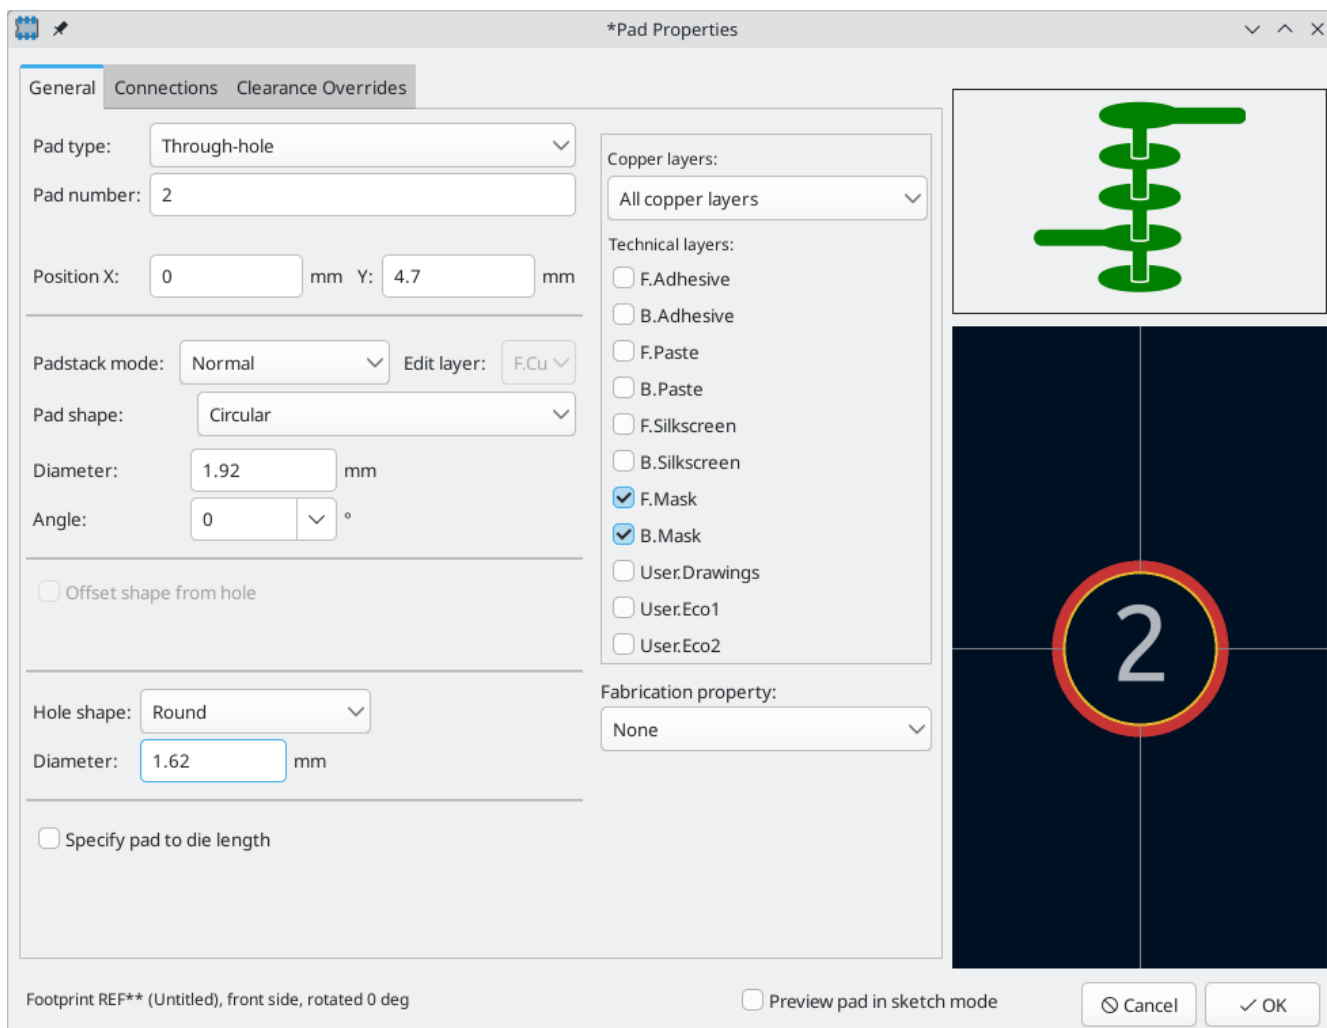 *Pad Properties
General Connections Clearance Overrides
Pad type: Through-hole
Pad number: 2
Position X: 0 mm Y: 4.7 mm
Padstack mode: Normal Edit layer: F.Cu
Pad shape: Circular
Diameter: 1.92 mm
Angle: 0 °
Offset shape from hole
Hole shape: Round
Diameter: 1.62 mm
Specify pad to die length
Copper layers:
All copper layers
Technical layers:
F.Adhesive
B.Adhesive
F.Paste
B.Paste
F.Silkscreen
B.Silkscreen
F.Mask
B.Mask
User.Drawings
User.Eco1
User.Eco2
Fabrication property:
None
2
Footprint REF** (Untitled), front side, rotated 0 deg
Preview pad in sketch mode
Cancel
OK